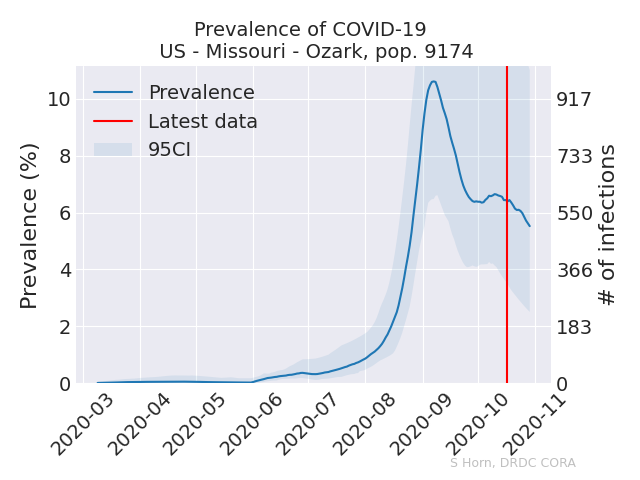 Prevalence of COVID-19
US - Missouri - Ozark, pop. 9174
Prevalence
Latest data
95CI
Prevalence (%)
10
8
6
4
2
0
917
733
550
366
183
0
# of infections
2020-03
2020-04
2020-05
2020-06
2020-07
2020-08
2020-09
2020-10
2020-11
S Horn, DRDC CORA